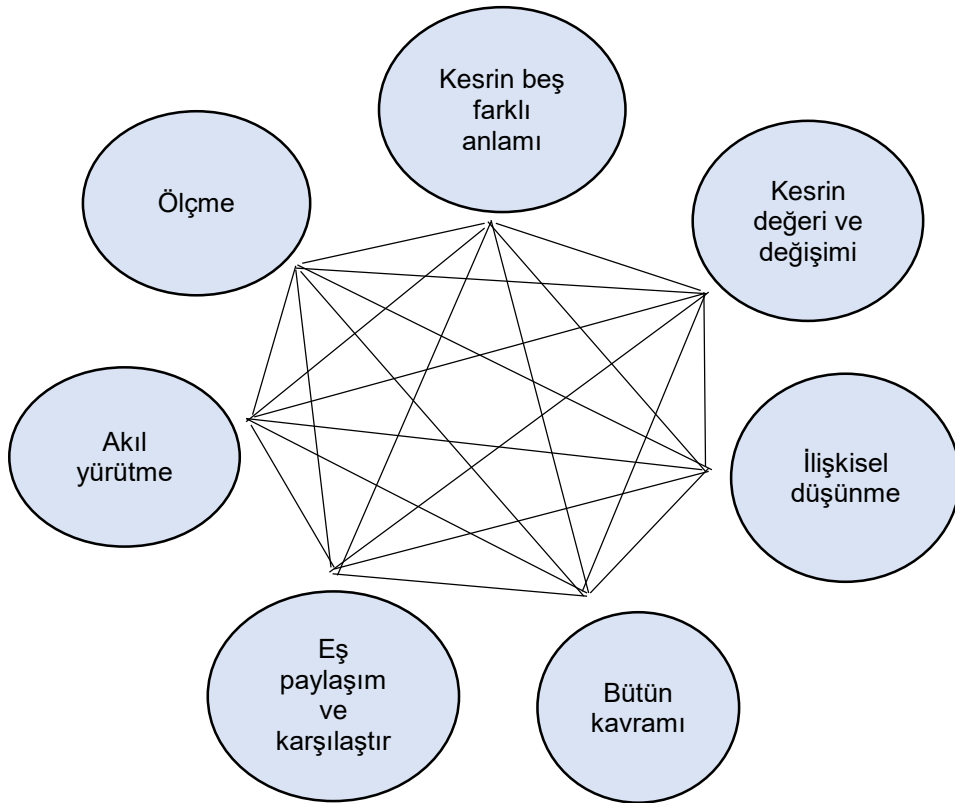 Kesrin beş
farklı
anlamı
Ölçme
Kesrin
değeri ve
değişimi
Akıl
yürütme
İlişkisel
düşünme
Eş
paylaşım
ve
karşılaştır
Bütün
kavramı